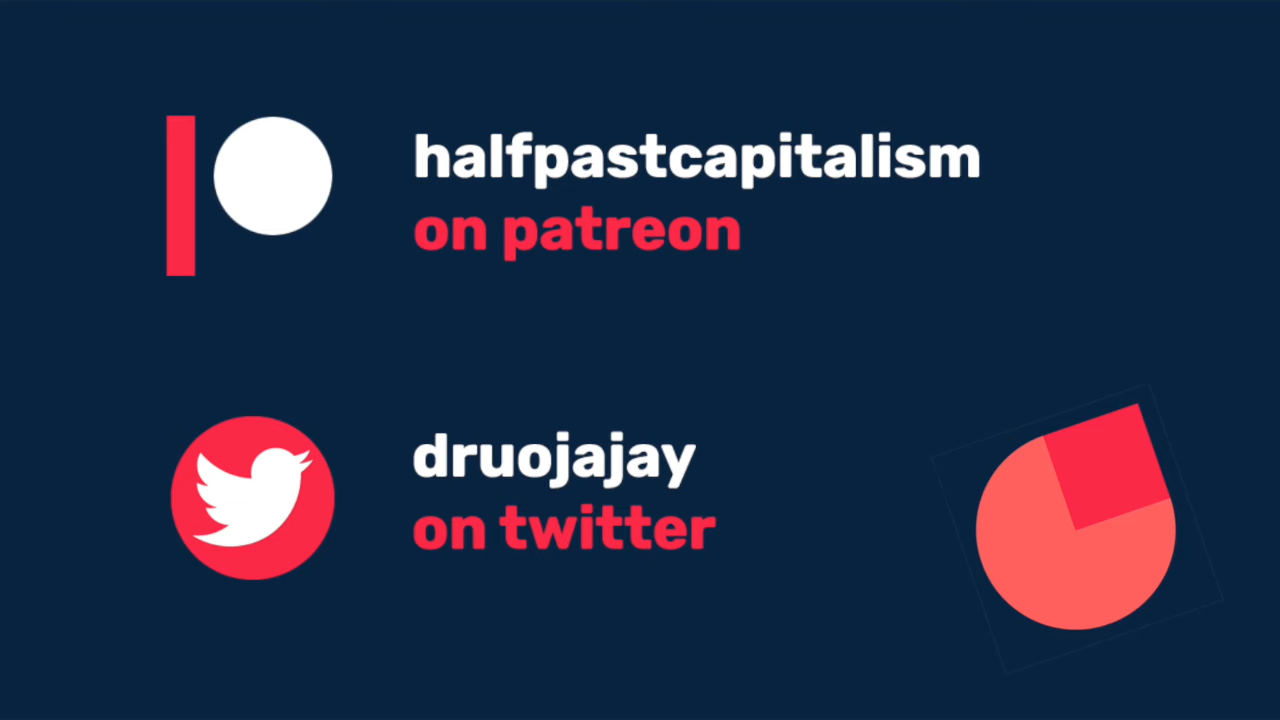 halfpastcapitalism
on patreon
druojajay
on twitter